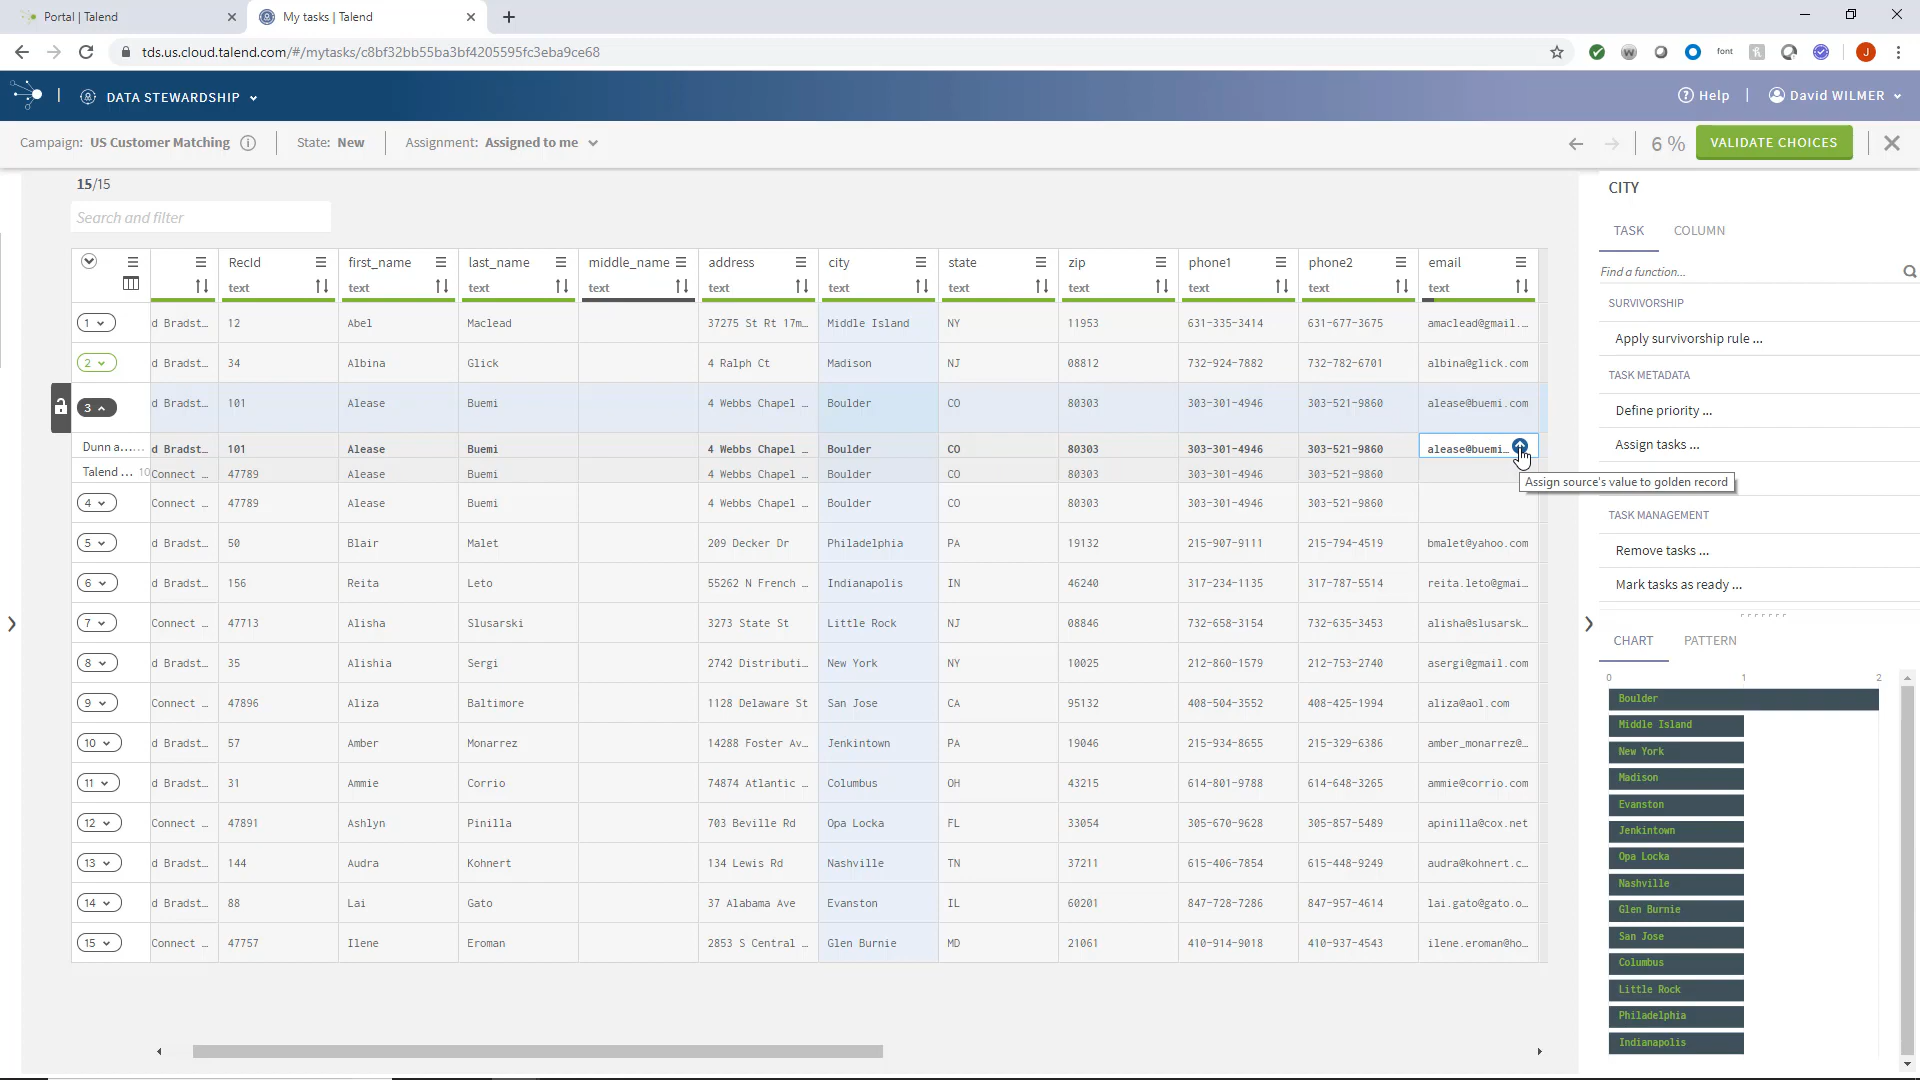 Portal | Talend
My tasks | Talend
tds.us.cloud.talend.com/#/mytasks/c8bf32bb55ba3bf4205595fc3eba9ce68
font
J
DATA STEWARDSHIP
Help
David WILMER
Campaign: US Customer Matching
State: New
Assignment: Assigned to me
6 %
VALIDATE CHOICES
15/15
Search and filter
RecId first_name last_name middle_name address city state zip phone1 phone2 email
text text text text text text text text text text text
1 d Bradst... 12 Abel Maclead 37275 St Rt 17m... Middle Island NY 11953 631-335-3414 631-677-3675 amaclead@gmail....
2 d Bradst... 34 Albina Glick 4 Ralph Ct Madison NJ 08812 732-924-7882 732-782-6701 albina@glick.com
3 d Bradst... 101 Alease Buemi 4 Webbs Chapel ... Boulder CO 80303 303-301-4946 303-521-9860 alease@buemi.com
Dunn a...... d Bradst... 101 Alease Buemi 4 Webbs Chapel ... Boulder CO 80303 303-301-4946 303-521-9860 alease@buemi...
Talend ... 10 Connect ... 47789 Alease Buemi 4 Webbs Chapel ... Boulder CO 80303 303-301-4946 303-521-9860
Assign source's value to golden record
4 Connect ... 47789 Alease Buemi 4 Webbs Chapel ... Boulder CO 80303 303-301-4946 303-521-9860
5 d Bradst... 50 Blair Malet 209 Decker Dr Philadelphia PA 19132 215-907-9111 215-794-4519 bmalet@yahoo.com
6 d Bradst... 156 Reita Leto 55262 N French ... Indianapolis IN 46240 317-234-1135 317-787-5514 reita.leto@gmai...
7 Connect ... 47713 Alisha Slusarski 3273 State St Little Rock NJ 08846 732-658-3154 732-635-3453 alisha@slusarsk...
8 d Bradst... 35 Alishia Sergi 2742 Distributi... New York NY 10025 212-860-1579 212-753-2740 asergi@gmail.com
9 Connect ... 47896 Aliza Baltimore 1128 Delaware St San Jose CA 95132 408-504-3552 408-425-1994 aliza@aol.com
10 d Bradst... 57 Amber Monarrez 14288 Foster Av... Jenkintown PA 19046 215-934-8655 215-329-6386 amber_monarrez@...
11 d Bradst... 31 Ammie Corrio 74874 Atlantic ... Columbus OH 43215 614-801-9788 614-648-3265 ammie@corrio.com
12 Connect ... 47891 Ashlyn Pinilla 703 Beville Rd Opa Locka FL 33054 305-670-9628 305-857-5489 apinilla@cox.net
13 d Bradst... 144 Audra Kohnert 134 Lewis Rd Nashville TN 37211 615-406-7854 615-448-9249 audra@kohnert.c...
14 d Bradst... 88 Lai Gato 37 Alabama Ave Evanston IL 60201 847-728-7286 847-957-4614 lai.gato@gato.o...
15 Connect ... 47757 Ilene Eroman 2853 S Central ... Glen Burnie MD 21061 410-914-9018 410-937-4543 ilene.eroman@ho...
CITY
TASK COLUMN
Find a function...
SURVIVORSHIP
Apply survivorship rule ...
TASK METADATA
Define priority ...
Assign tasks ...
TASK MANAGEMENT
Remove tasks ...
Mark tasks as ready ...
CHART PATTERN
0 1 2
Boulder
Middle Island
New York
Madison
Evanston
Jenkintown
Opa Locka
Nashville
Glen Burnie
San Jose
Columbus
Little Rock
Philadelphia
Indianapolis